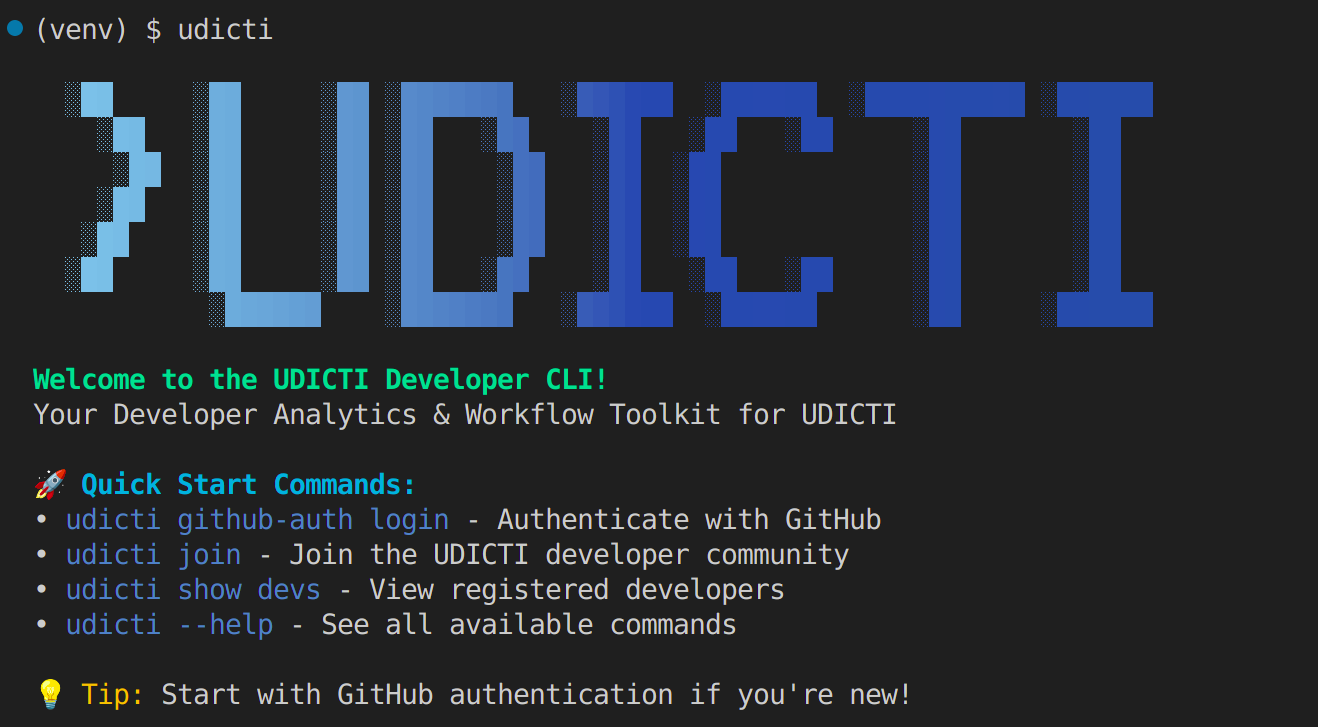 (venv) $ udicti
>UDICTI
Welcome to the UDICTI Developer CLI!
Your Developer Analytics & Workflow Toolkit for UDICTI
🚀 Quick Start Commands:
• udicti github-auth login - Authenticate with GitHub
• udicti join - Join the UDICTI developer community
• udicti show devs - View registered developers
• udicti --help - See all available commands
💡 Tip: Start with GitHub authentication if you're new!